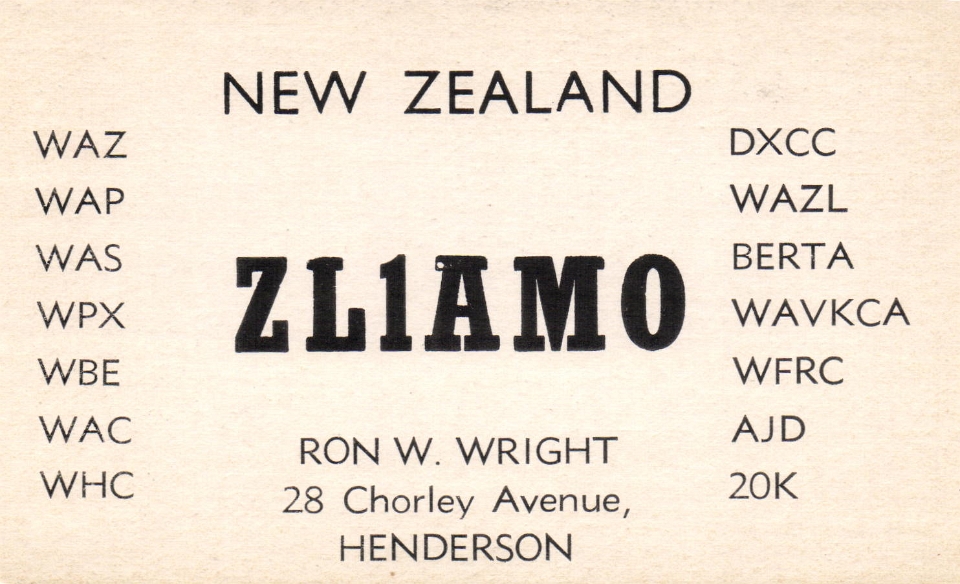 NEW ZEALAND
WAZ
WAP
WAS
WPX
WBE
WAC
WHC
ZL1AMO
RON W. WRIGHT
28 Chorley Avenue,
HENDERSON
DXCC
WAZL
BERTA
WAVKCA
WFRC
AJD
20K